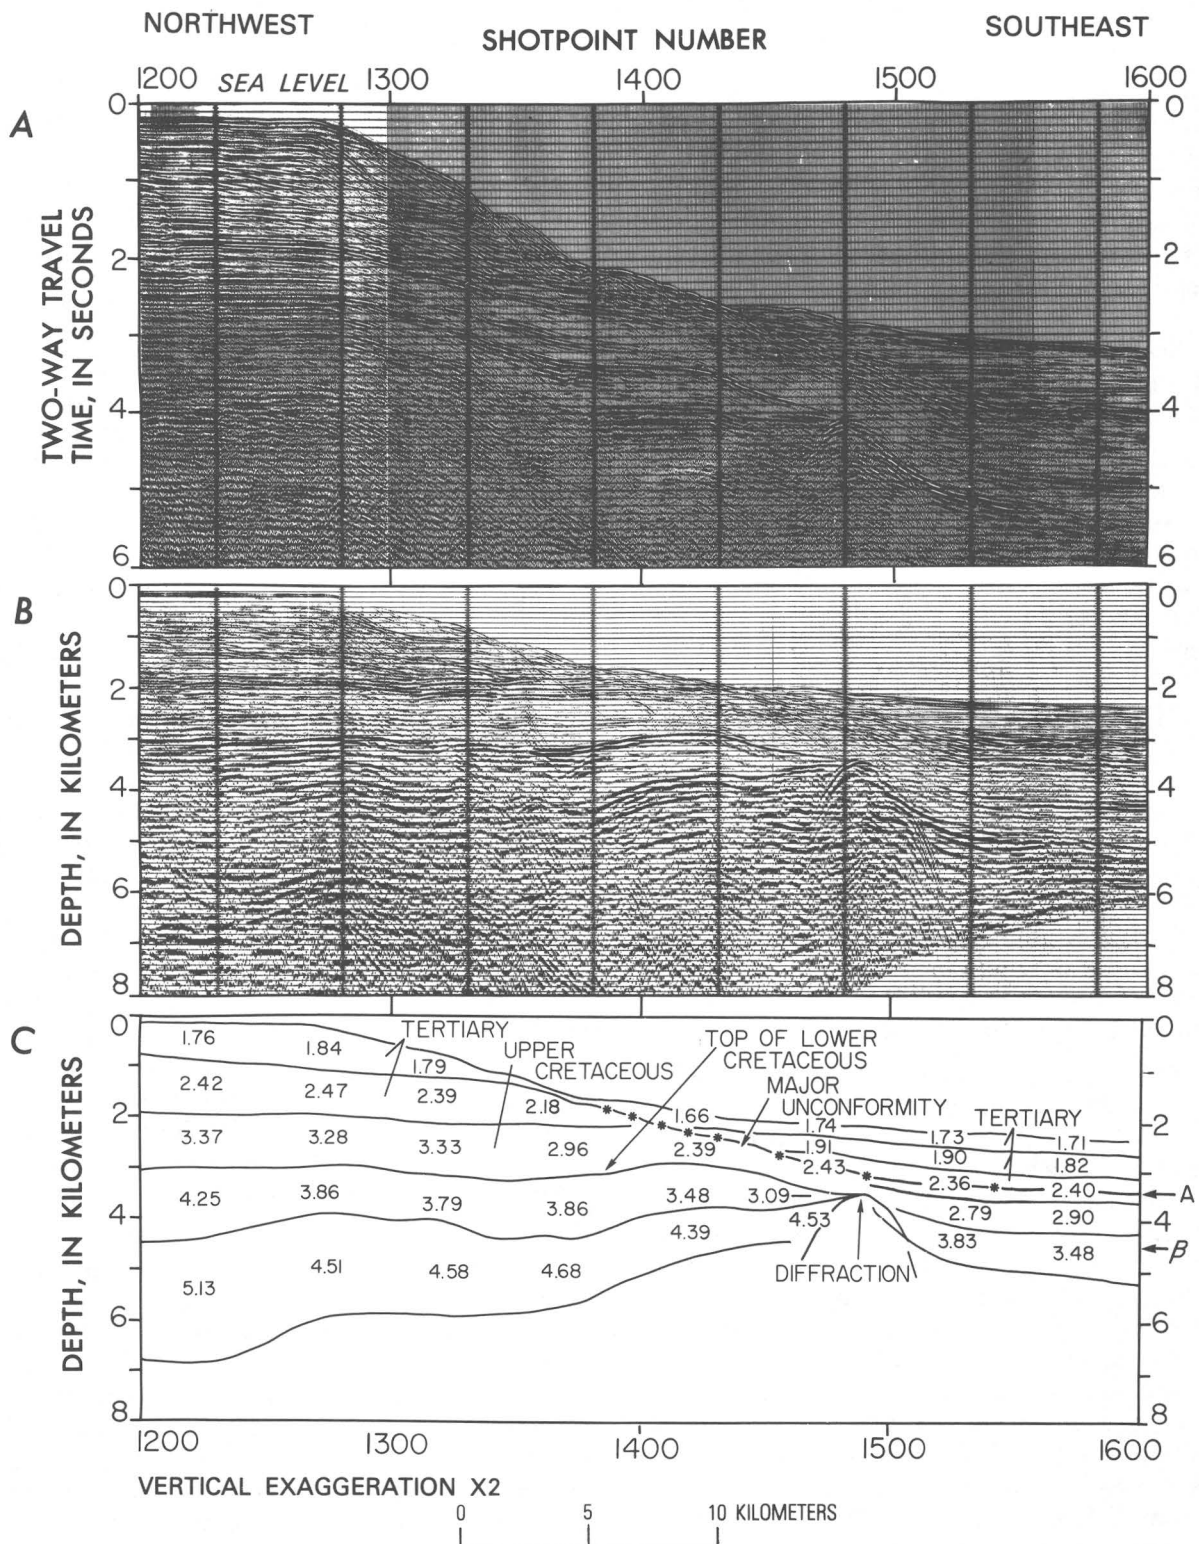 NORTHWEST SHOTPOINT NUMBER SOUTHEAST
1200 SEA LEVEL 1300 1400 1500 1600
A
0 0
2 2
4 4
6 6
TWO-WAY TRAVEL
TIME, IN SECONDS
B
0 0
2 2
4 4
6 6
8 8
DEPTH, IN KILOMETERS
C
0 0
2 2
4 4
6 6
8 8
DEPTH, IN KILOMETERS
TERTIARY
UPPER
CRETACEOUS
TOP OF LOWER
CRETACEOUS
MAJOR
UNCONFORMITY
TERTIARY
1.76 1.84 1.79
2.42 2.47 2.39 2.18 1.66 1.74 1.73 1.71
3.37 3.28 3.33 2.96 2.39 1.91 1.90 1.82
2.43 2.36 2.40
A
4.25 3.86 3.79 3.86 3.48 3.09 2.79 2.90
4.39 4.53 3.83 3.48
β
5.13 4.51 4.58 4.68
DIFFRACTION
1200 1300 1400 1500 1600
VERTICAL EXAGGERATION X2
0 5 10 KILOMETERS